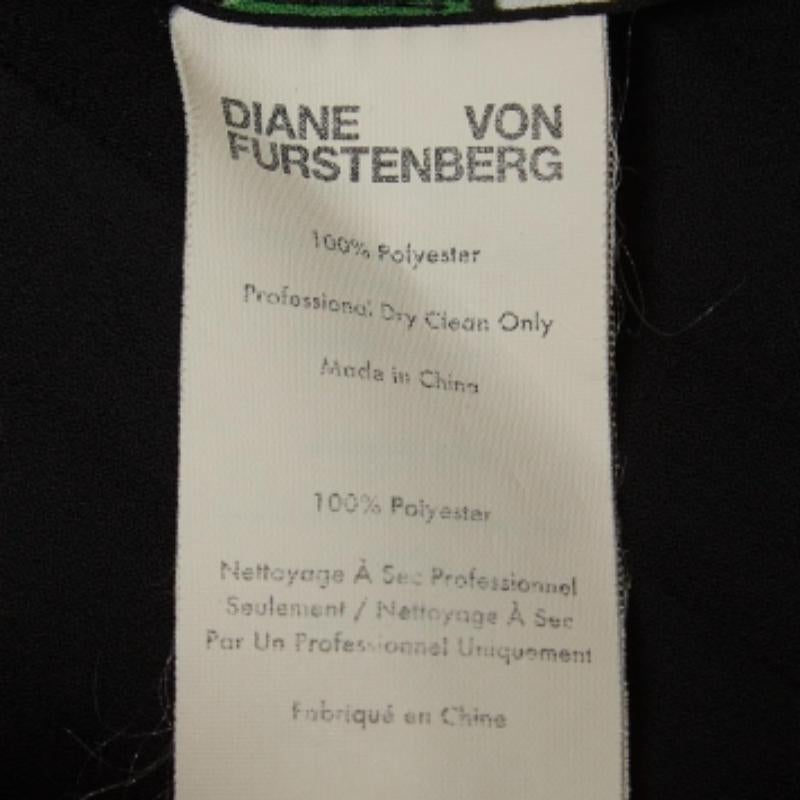 DIANE VON
FURSTENBERG
100% Polyester
Professional Dry Clean Only
Made in China
100% Polyester
Nettoyage À Sec Professionnel
Seulement / Nettoyage À Sec
Par Un Professionnel Uniquement
Fabriqué en Chine